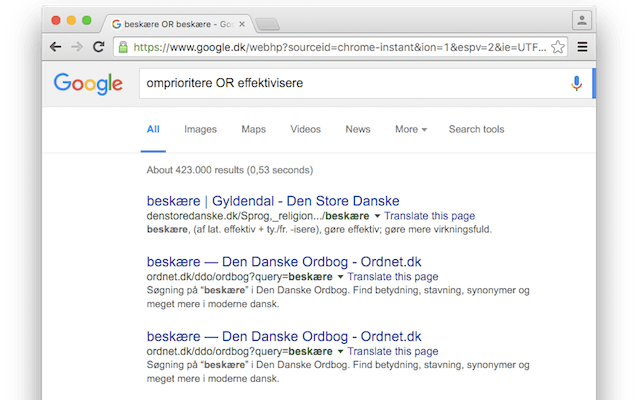 beskære OR beskære - Goo
https://www.google.dk/webhp?sourceid=chrome-instant&ion=1&espv=2&ie=UTF...
Google omprioritere OR effektivisere
All Images Maps Videos News More Search tools
About 423.000 results (0,53 seconds)
beskære | Gyldendal - Den Store Danske
denstoredanske.dk/Sprog,_religion.../beskære Translate this page
beskære, (af lat. effektiv + ty./fr. -isere), gøre effektiv; gøre mere virkningsfuld.
beskære — Den Danske Ordbog - Ordnet.dk
ordnet.dk/ddo/ordbog?query=beskære Translate this page
Søgning på “beskære” i Den Danske Ordbog. Find betydning, stavning, synonymer og
meget mere i moderne dansk.
beskære — Den Danske Ordbog - Ordnet.dk
ordnet.dk/ddo/ordbog?query=beskære Translate this page
Søgning på “beskære” i Den Danske Ordbog. Find betydning, stavning, synonymer og
meget mere i moderne dansk.